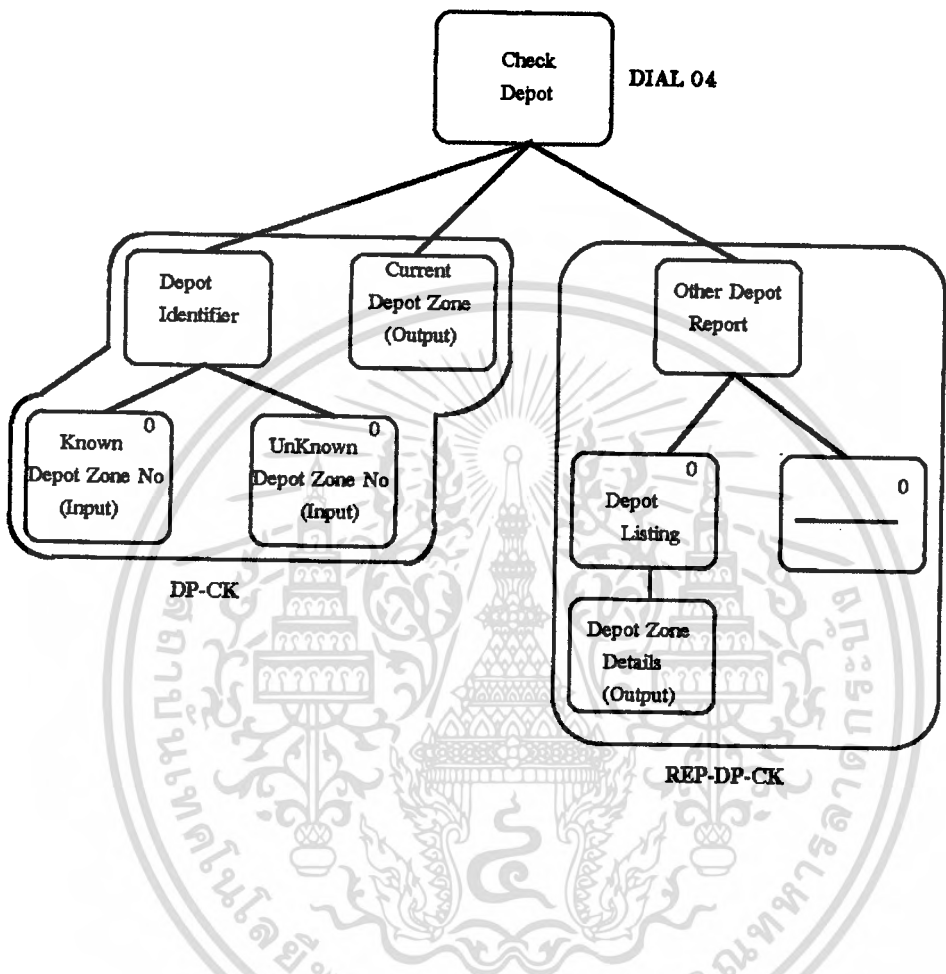 Check
Depot
DIAL 04
Depot
Identifier
Current
Depot Zone
(Output)
Other Depot
Report
0
Known
Depot Zone No
(Input)
0
UnKnown
Depot Zone No
(Input)
0
Depot
Listing
0
DP-CK
Depot Zone
Details
(Output)
REP-DP-CK